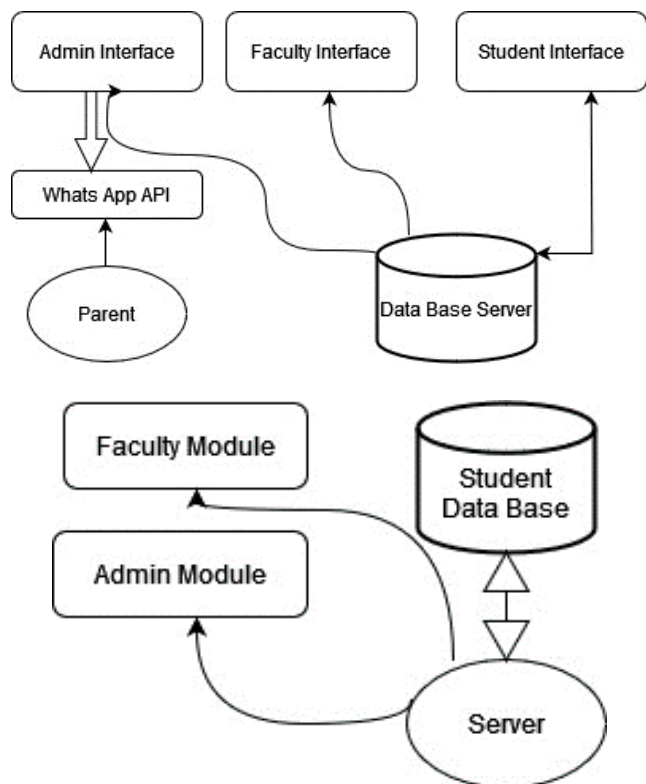 Admin Interface
Faculty Interface
Student Interface
Whats App API
Parent
Data Base Server
Faculty Module
Student
Data Base
Admin Module
Server